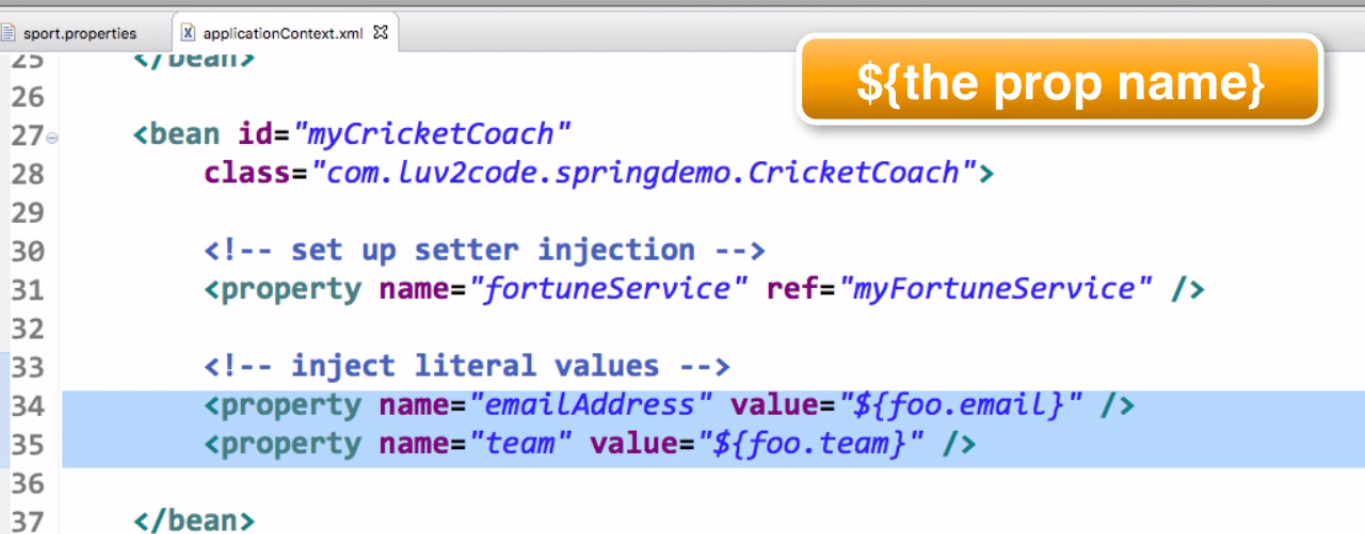 sport.properties
applicationContext.xml
${the prop name}
25 </bean>
26
27 <bean id="myCricketCoach"
28 class="com.luv2code.springdemo.CricketCoach">
29
30 <!-- set up setter injection -->
31 <property name="fortuneService" ref="myFortuneService" />
32
33 <!-- inject literal values -->
34 <property name="emailAddress" value="${foo.email}" />
35 <property name="team" value="${foo.team}" />
36
37 </bean>